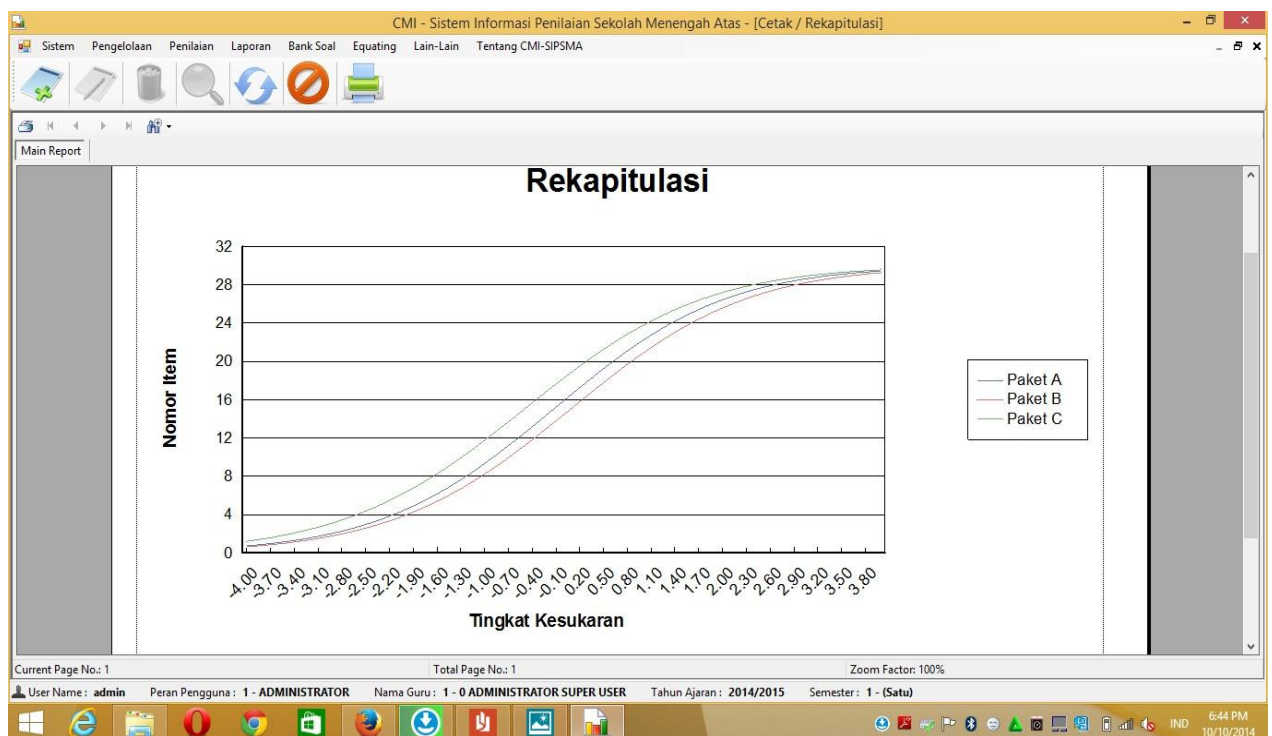 CMI - Sistem Informasi Penilaian Sekolah Menengah Atas - [Cetak / Rekapitulasi]
Sistem Pengelolaan Penilaian Laporan Bank Soal Equating Lain-Lain Tentang CMI-SIPSMA
Main Report
Rekapitulasi
32
28
24
20
16
12
8
4
0
Nomor Item
-4.00 -3.70 -3.40 -3.10 -2.80 -2.50 -2.20 -1.90 -1.60 -1.30 -1.00 -0.70 -0.40 -0.10 0.20 0.50 0.80 1.10 1.40 1.70 2.00 2.30 2.60 2.90 3.20 3.50 3.80
Tingkat Kesukaran
Paket A
Paket B
Paket C
Current Page No.: 1 Total Page No.: 1 Zoom Factor: 100%
User Name : admin Peran Pengguna : 1 - ADMINISTRATOR Nama Guru : 1 - 0 ADMINISTRATOR SUPER USER Tahun Ajaran : 2014/2015 Semester : 1 - (Satu)
IND 6:44 PM
10/10/2014